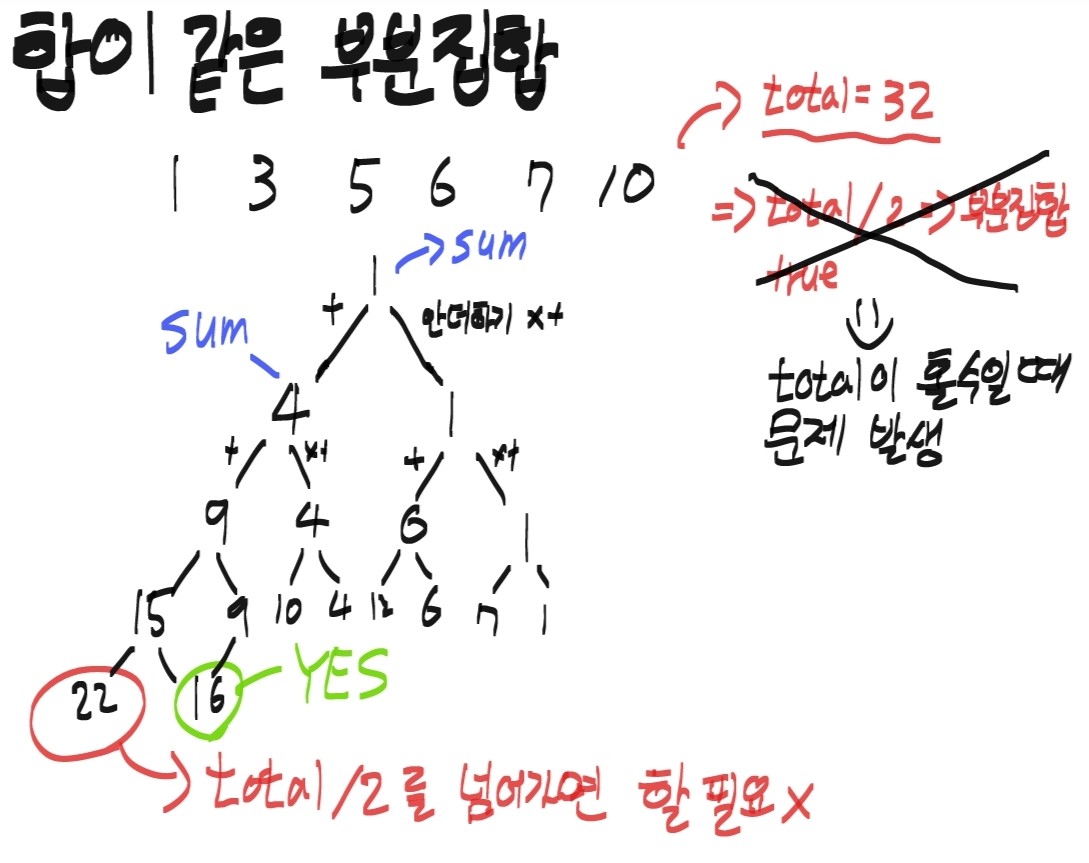 합이 같은 부분집합
total = 32
1 3 5 6 7 10
=> total / 2 => 부분집합
true
sum
1
+ 안더하기 x+
sum
total이 홀수일때
문제 발생
4 1
+ x+ + x+
9 4 6 1
15 9 10 4 12 6 7 1
YES
22 16
total /2를 넘어가면 할 필요 x